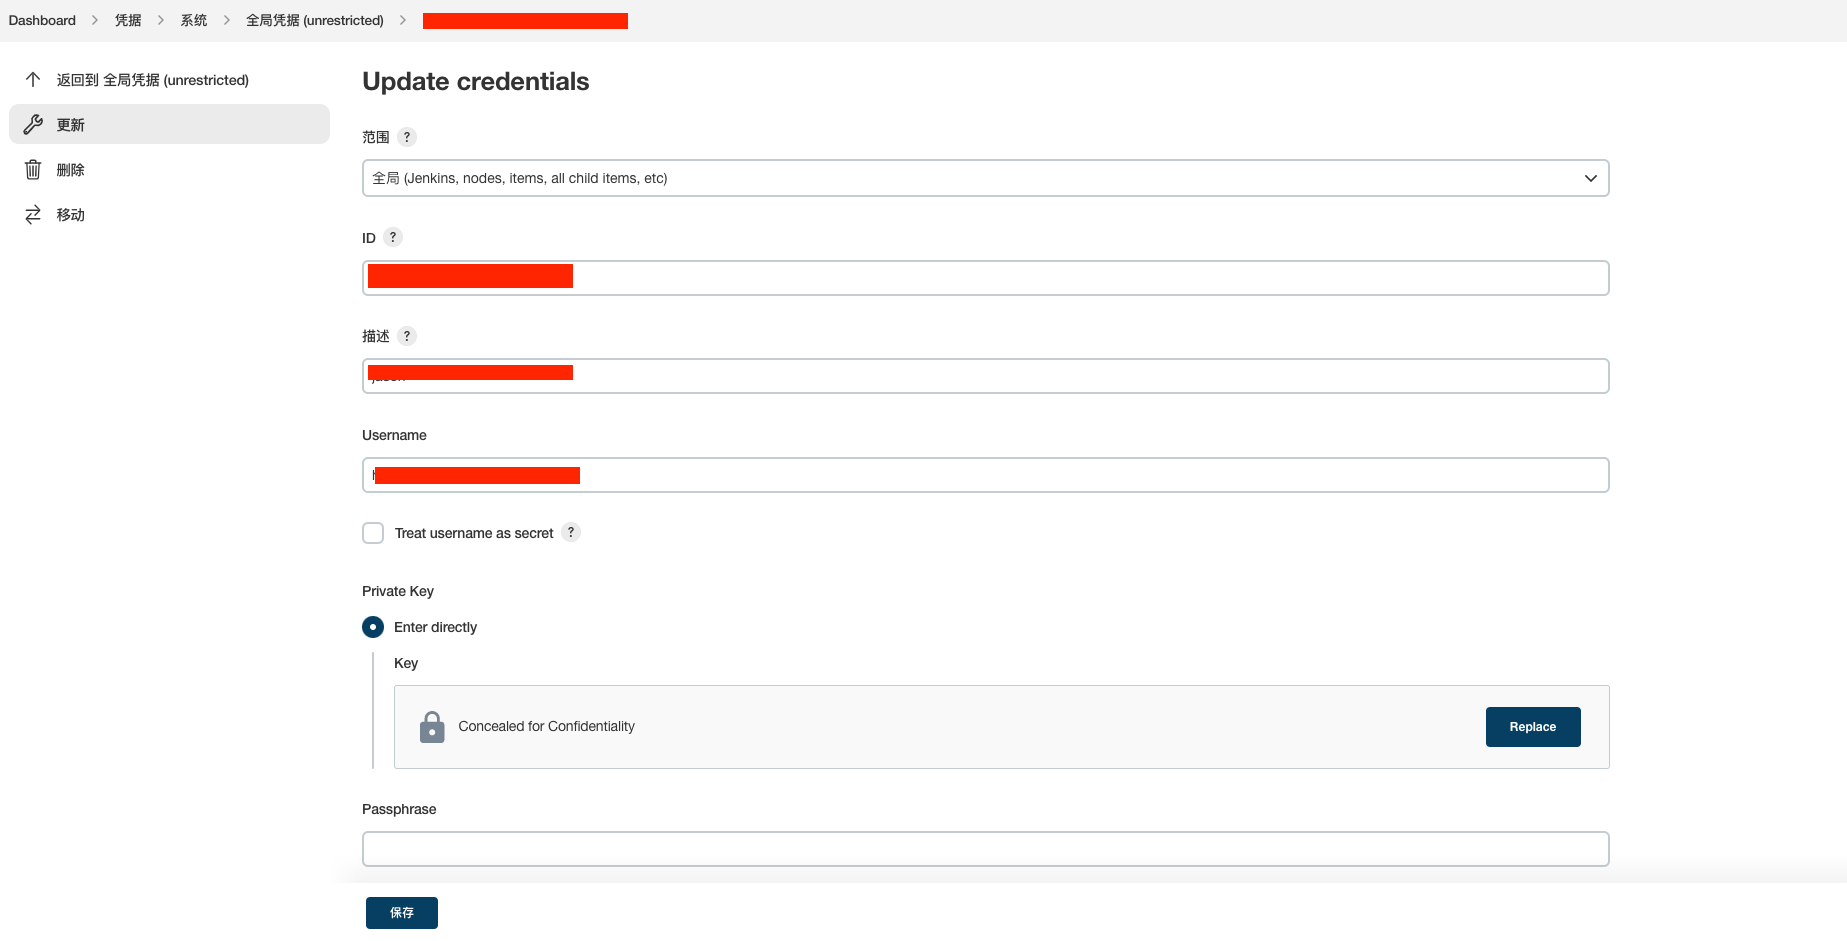 Dashboard > 凭据 > 系统 > 全局凭据 (unrestricted) >
返回到 全局凭据 (unrestricted)
更新
删除
移动
Update credentials
范围 ?
全局 (Jenkins, nodes, items, all child items, etc)
ID ?
描述 ?
Username
Treat username as secret ?
Private Key
Enter directly
Key
Concealed for Confidentiality
Replace
Passphrase
保存